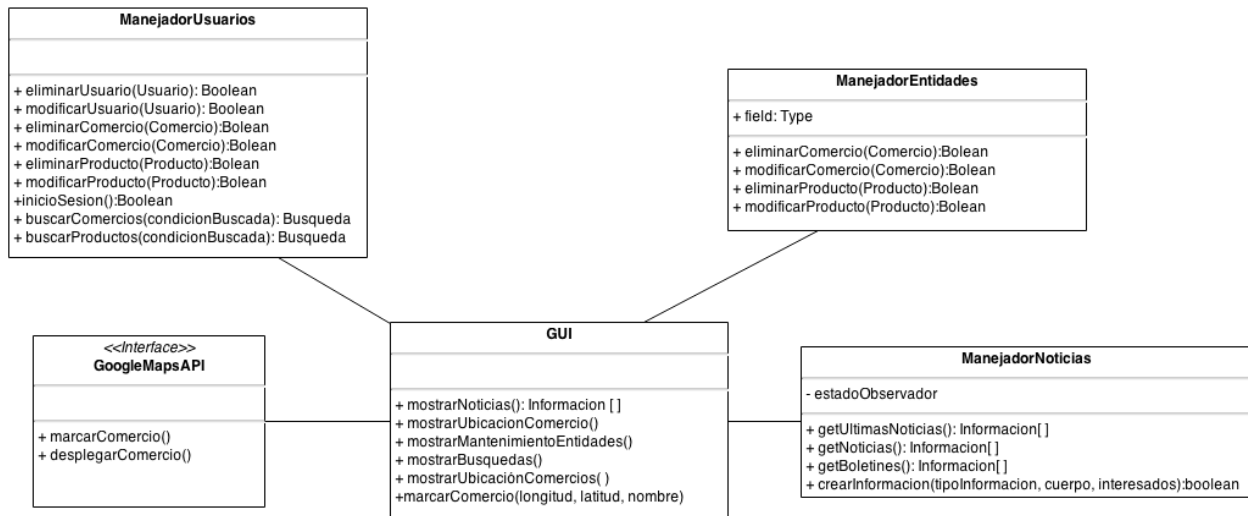 ManejadorUsuarios
+ eliminarUsuario(Usuario): Boolean
+ modificarUsuario(Usuario): Boolean
+ eliminarComercio(Comercio):Bolean
+ modificarComercio(Comercio):Bolean
+ eliminarProducto(Producto):Bolean
+ modificarProducto(Producto):Bolean
+inicioSesion():Boolean
+ buscarComercios(condicionBuscada): Busqueda
+ buscarProductos(condicionBuscada): Busqueda
ManejadorEntidades
+ field: Type
+ eliminarComercio(Comercio):Bolean
+ modificarComercio(Comercio):Bolean
+ eliminarProducto(Producto):Bolean
+ modificarProducto(Producto):Bolean
<<Interface>>
GoogleMapsAPI
+ marcarComercio()
+ desplegarComercio()
GUI
+ mostrarNoticias(): Informacion [ ]
+ mostrarUbicacionComercio()
+ mostrarMantenimientoEntidades()
+ mostrarBusquedas()
+ mostrarUbicaciónComercios( )
+marcarComercio(longitud, latitud, nombre)
ManejadorNoticias
- estadoObservador
+ getUltimasNoticias(): Informacion[ ]
+ getNoticias(): Informacion[ ]
+ getBoletines(): Informacion[ ]
+ crearInformacion(tipoInformacion, cuerpo, interesados):boolean